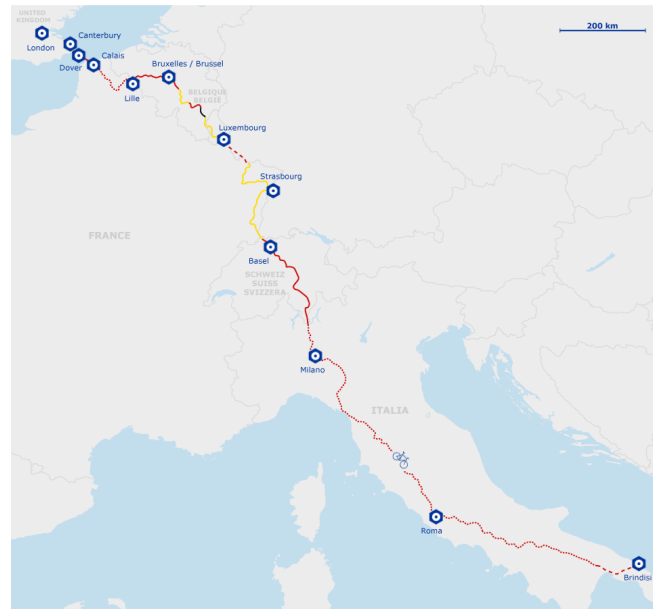 UNITED
KINGDOM
London
Canterbury
Dover
Calais
Lille
Bruxelles / Brussel
BELGIQUE
BELGIË
Luxembourg
Strasbourg
FRANCE
Basel
SCHWEIZ
SUISSE
SVIZZERA
Milano
ITALIA
Roma
Brindisi
200 km